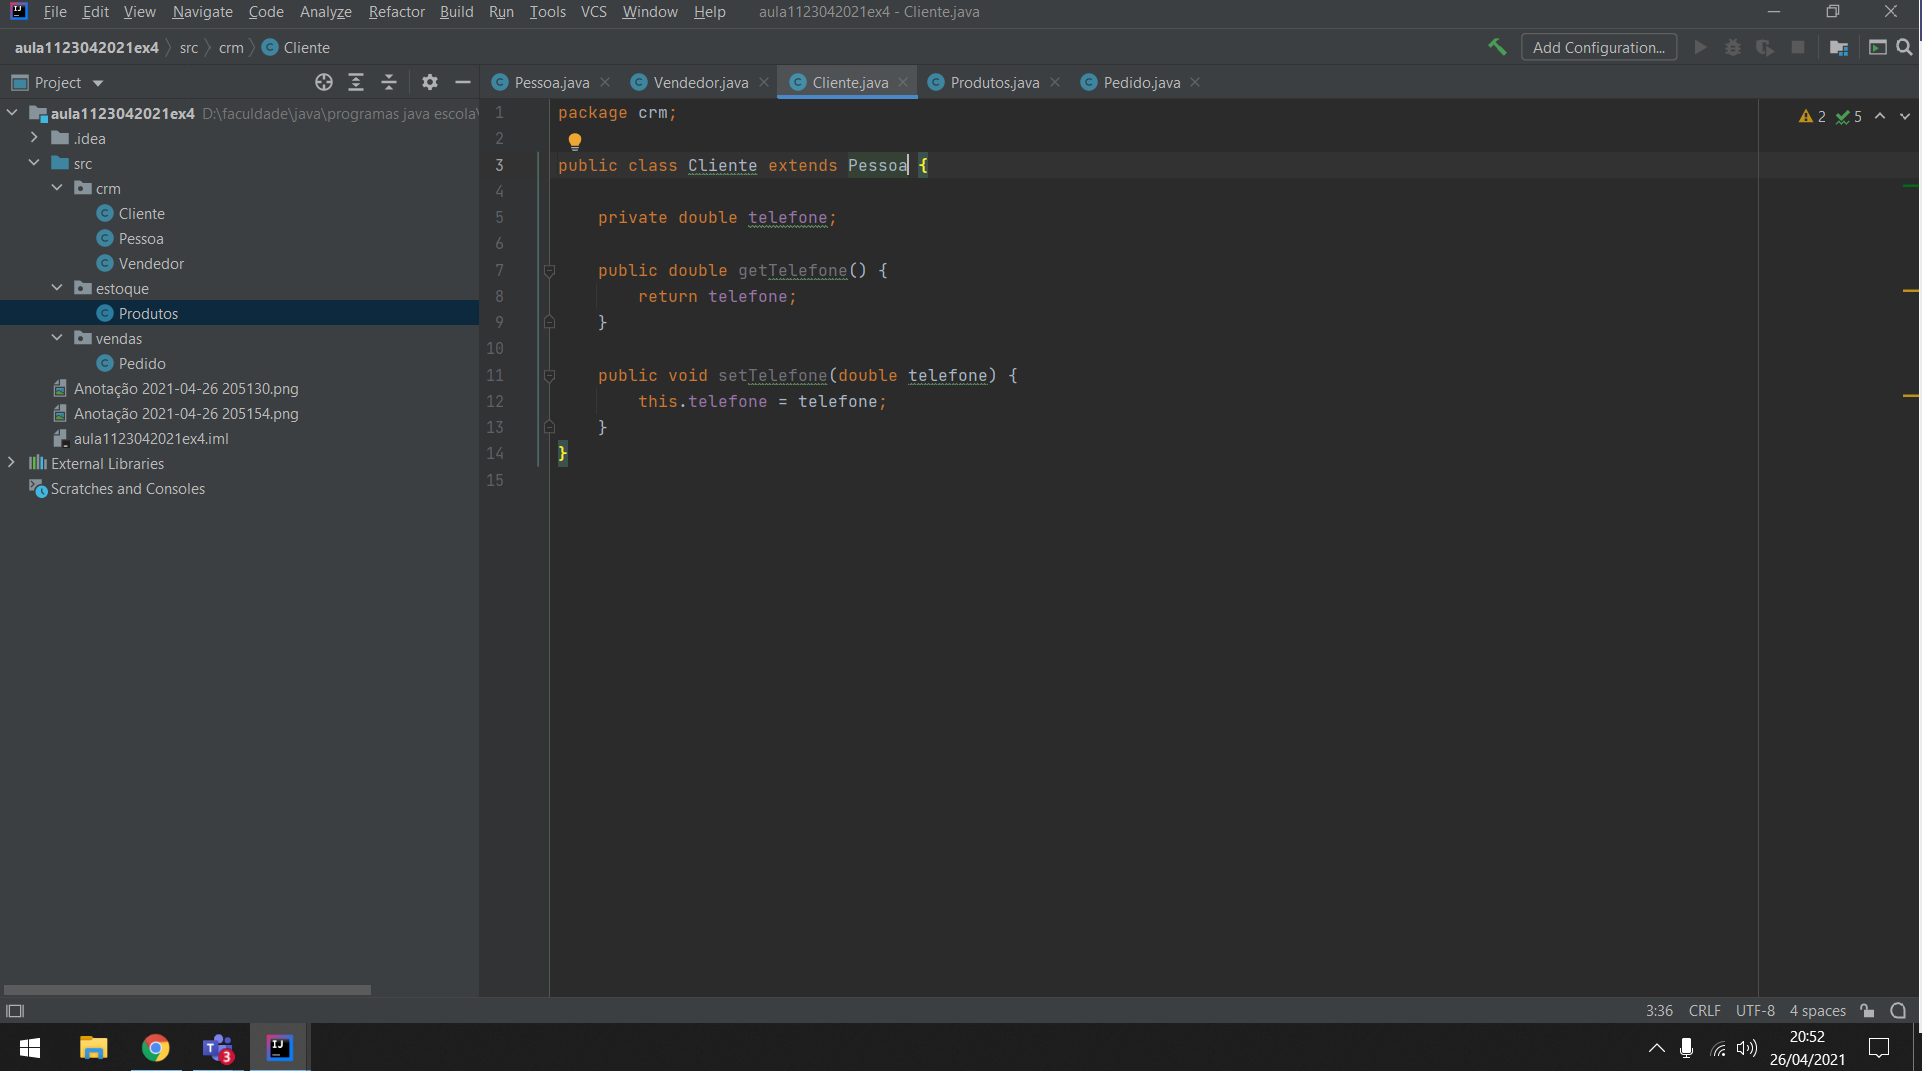 File Edit View Navigate Code Analyze Refactor Build Run Tools VCS Window Help aula1123042021ex4 - Cliente.java
aula1123042021ex4 src crm Cliente
Add Configuration...
Project
Pessoa.java Vendedor.java Cliente.java Produtos.java Pedido.java
aula1123042021ex4 D:\faculdade\java\programas java escola\
.idea
src
crm
Cliente
Pessoa
Vendedor
estoque
Produtos
vendas
Pedido
Anotação 2021-04-26 205130.png
Anotação 2021-04-26 205154.png
aula1123042021ex4.iml
External Libraries
Scratches and Consoles
1 package crm;
2
3 public class Cliente extends Pessoa {
4
5 private double telefone;
6
7 public double getTelefone() {
8 return telefone;
9 }
10
11 public void setTelefone(double telefone) {
12 this.telefone = telefone;
13 }
14 }
15
2 5
3:36 CRLF UTF-8 4 spaces
3
20:52
26/04/2021